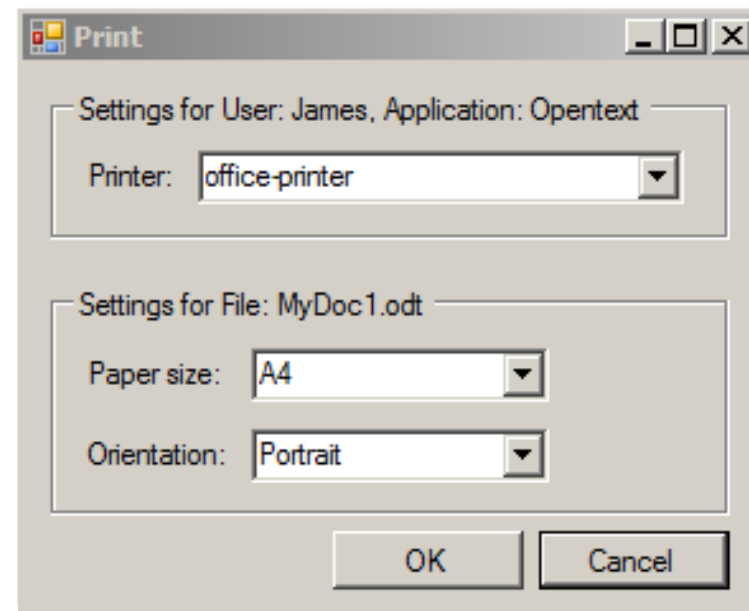 Print
Settings for User: James, Application: Opentext
Printer: office-printer
Settings for File: MyDoc1.odt
Paper size: A4
Orientation: Portrait
OK Cancel